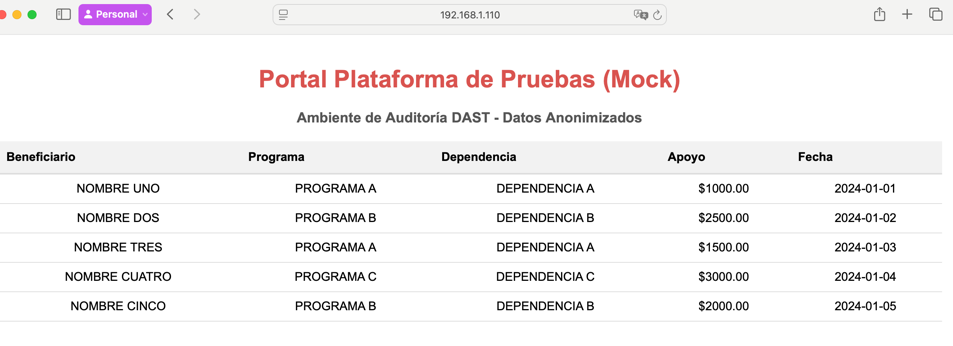 Personal
192.168.1.110
Portal Plataforma de Pruebas (Mock)
Ambiente de Auditoría DAST - Datos Anonimizados
Beneficiario Programa Dependencia Apoyo Fecha
NOMBRE UNO PROGRAMA A DEPENDENCIA A $1000.00 2024-01-01
NOMBRE DOS PROGRAMA B DEPENDENCIA B $2500.00 2024-01-02
NOMBRE TRES PROGRAMA A DEPENDENCIA A $1500.00 2024-01-03
NOMBRE CUATRO PROGRAMA C DEPENDENCIA C $3000.00 2024-01-04
NOMBRE CINCO PROGRAMA B DEPENDENCIA B $2000.00 2024-01-05